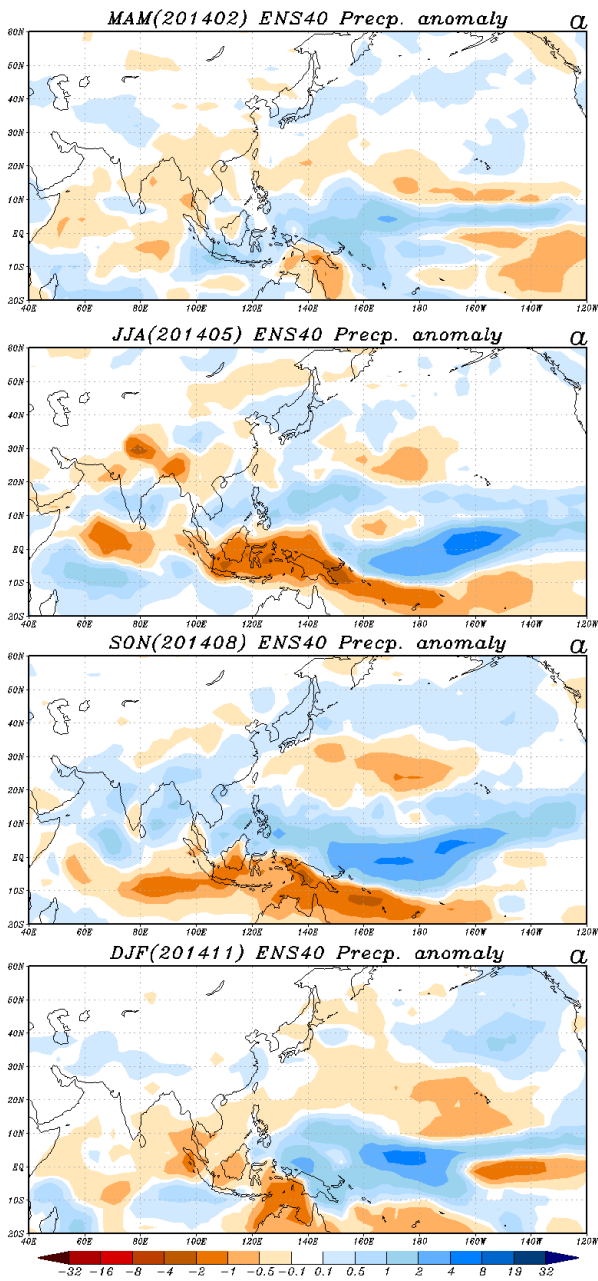 MAM(201402) ENS40 Precp. anomaly a
60N
50N
40N
30N
20N
10N
EQ
10S
20S
40E 60E 80E 100E 120E 140E 160E 180 160W 140W 120W
JJA(201405) ENS40 Precp. anomaly a
60N
50N
40N
30N
20N
10N
EQ
10S
20S
40E 60E 80E 100E 120E 140E 160E 180 160W 140W 120W
SON(201408) ENS40 Precp. anomaly a
60N
50N
40N
30N
20N
10N
EQ
10S
20S
40E 60E 80E 100E 120E 140E 160E 180 160W 140W 120W
DJF(201411) ENS40 Precp. anomaly a
60N
50N
40N
30N
20N
10N
EQ
10S
20S
40E 60E 80E 100E 120E 140E 160E 180 160W 140W 120W
-32 -16 -8 -4 -2 -1 -0.5 -0.1 0.1 0.5 1 2 4 8 16 32